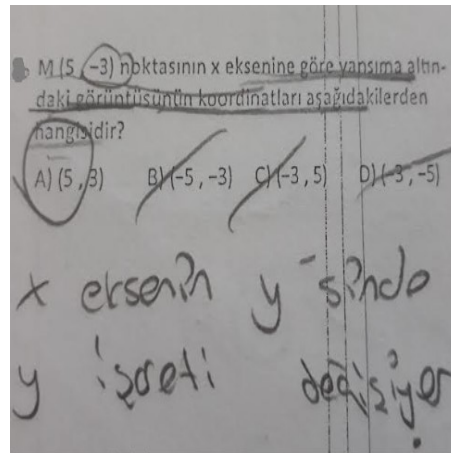 M (5, -3) noktasının x eksenine göre yansıma altın-
daki görüntüsünün koordinatları aşağıdakilerden
hangisidir?
A) (5 , 3) B) (-5 , -3) C) (-3 , 5) D) (-3 , -5)
x eksenin y sinde
y işareti değişiyor